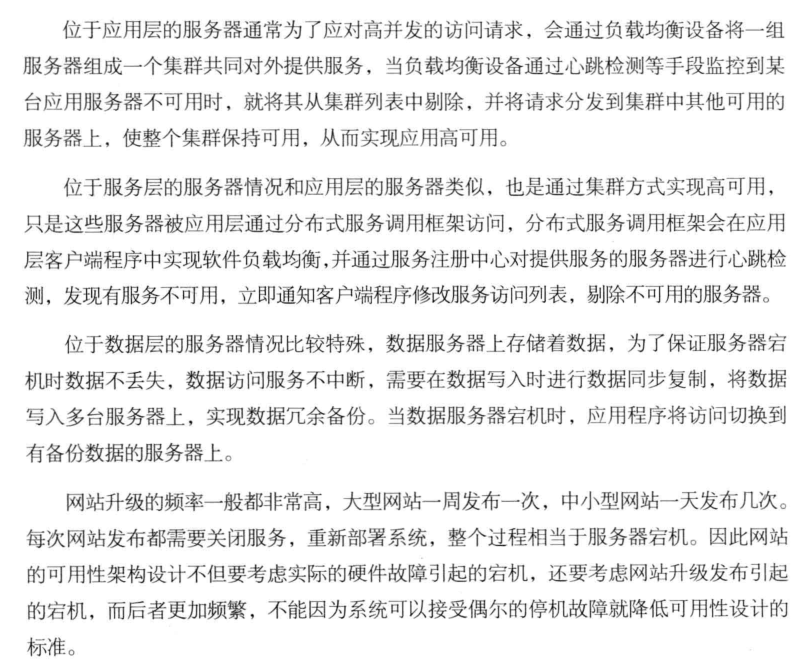 位于应用层的服务器通常为了应对高并发的访问请求，会通过负载均衡设备将一组
服务器组成一个集群共同对外提供服务，当负载均衡设备通过心跳检测等手段监控到某
台应用服务器不可用时，就将其从集群列表中剔除，并将请求分发到集群中其他可用的
服务器上，使整个集群保持可用，从而实现应用高可用。
位于服务层的服务器情况和应用层的服务器类似，也是通过集群方式实现高可用，
只是这些服务器被应用层通过分布式服务调用框架访问，分布式服务调用框架会在应用
层客户端程序中实现软件负载均衡，并通过服务注册中心对提供服务的服务器进行心跳检
测，发现有服务不可用，立即通知客户端程序修改服务访问列表，剔除不可用的服务器。
位于数据层的服务器情况比较特殊，数据服务器上存储着数据，为了保证服务器宕
机时数据不丢失，数据访问服务不中断，需要在数据写入时进行数据同步复制，将数据
写入多台服务器上，实现数据冗余备份。当数据服务器宕机时，应用程序将访问切换到
有备份数据的服务器上。
网站升级的频率一般都非常高，大型网站一周发布一次，中小型网站一天发布几次。
每次网站发布都需要关闭服务，重新部署系统，整个过程相当于服务器宕机。因此网站
的可用性架构设计不但要考虑实际的硬件故障引起的宕机，还要考虑网站升级发布引起
的宕机，而后者更加频繁，不能因为系统可以接受偶尔的停机故障就降低可用性设计的
标准。